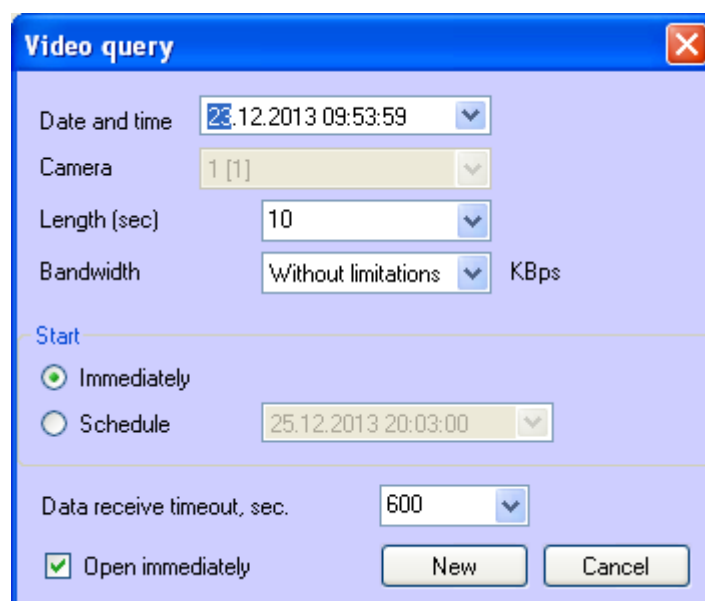 Video query
Date and time 23.12.2013 09:53:59
Camera 1 [1]
Length (sec) 10
Bandwidth Without limitations KBps
Start
Immediately
Schedule 25.12.2013 20:03:00
Data receive timeout, sec. 600
Open immediately New Cancel